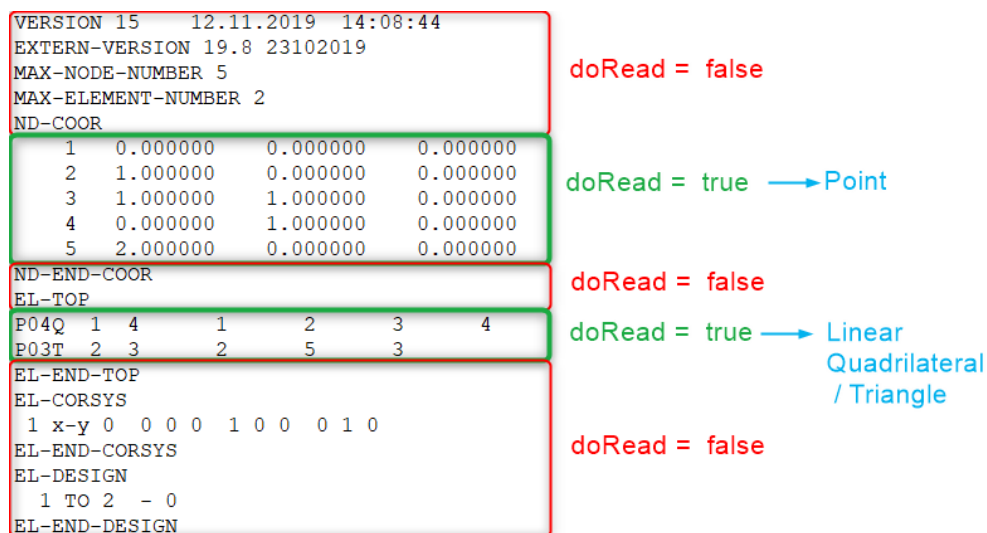 VERSION 15 12.11.2019 14:08:44
EXTERN-VERSION 19.8 23102019
MAX-NODE-NUMBER 5
MAX-ELEMENT-NUMBER 2
ND-COOR
doRead = false
1 0.000000 0.000000 0.000000
2 1.000000 0.000000 0.000000
3 1.000000 1.000000 0.000000
4 0.000000 1.000000 0.000000
5 2.000000 0.000000 0.000000
doRead = true
Point
ND-END-COOR
EL-TOP
doRead = false
P04Q 1 4 1 2 3 4
P03T 2 3 2 5 3
doRead = true
Linear
Quadrilateral
/ Triangle
EL-END-TOP
EL-CORSYS
1 x-y 0 0 0 0 1 0 0 0 1 0
EL-END-CORSYS
EL-DESIGN
1 TO 2 - 0
EL-END-DESIGN
doRead = false